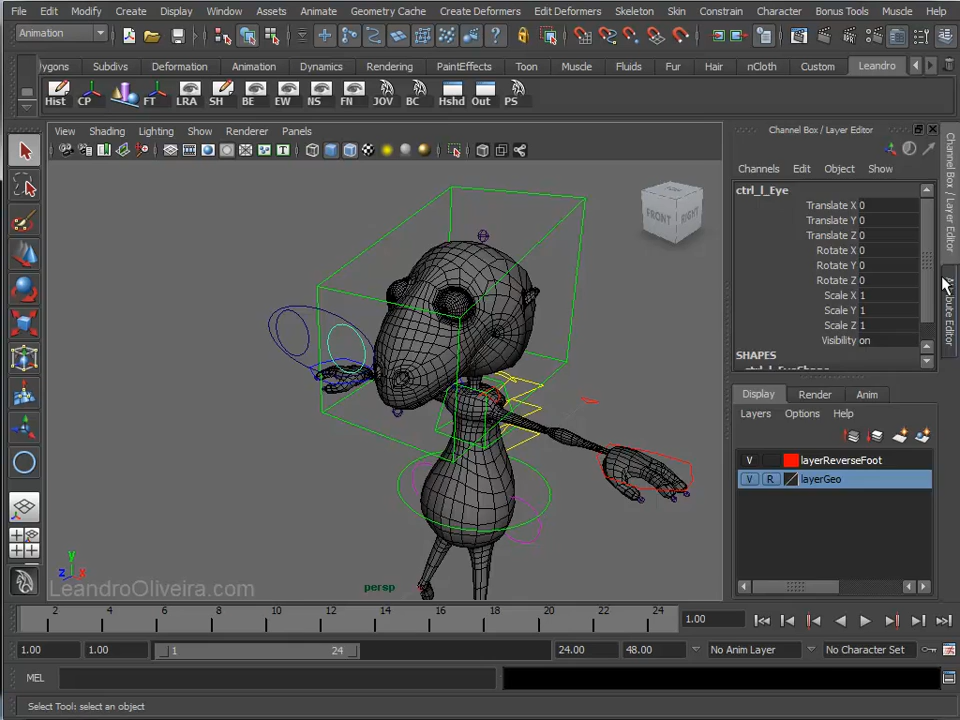 File Edit Modify Create Display Window Assets Animate Geometry Cache Create Deformers Edit Deformers Skeleton Skin Constrain Character Bonus Tools Muscle Help
Animation
ygons Subdivs Deformation Animation Dynamics Rendering PaintEffects Toon Muscle Fluids Fur Hair nCloth Custom Leandro
Hist CP FT LRA SH BE EW NS FN JOV BC Hshd Out PS
View Shading Lighting Show Renderer Panels
FRONT RIGHT
persp
LeandroOliveira.com
Channel Box / Layer Editor
Channels Edit Object Show
ctrl_l_Eye
Translate X 0
Translate Y 0
Translate Z 0
Rotate X 0
Rotate Y 0
Rotate Z 0
Scale X 1
Scale Y 1
Scale Z 1
Visibility on
SHAPES
ctrl_l_EyeShape
Channel Box / Layer Editor
bute Editor
Display Render Anim
Layers Options Help
V layerReverseFoot
V R layerGeo
2 4 6 8 10 12 14 16 18 20 22 24 1.00
1.00 1.00 1 24 24.00 48.00 No Anim Layer No Character Set
MEL
Select Tool: select an object